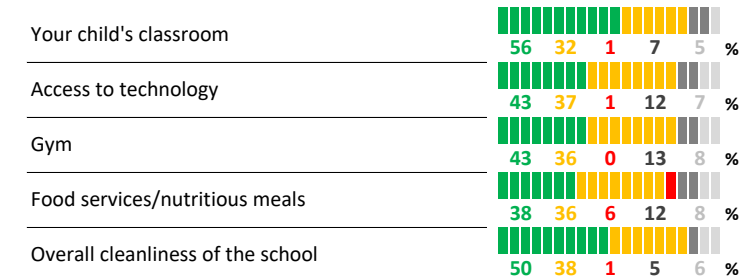 Your child's classroom
56 32 1 7 5 %
Access to technology
43 37 1 12 7 %
Gym
43 36 0 13 8 %
Food services/nutritious meals
38 36 6 12 8 %
Overall cleanliness of the school
50 38 1 5 6 %